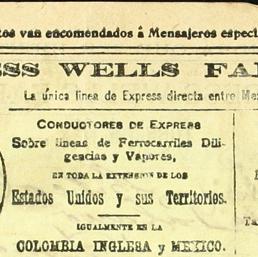 tos van encomendados á Mensajeros especi
ESS WELLS FA
La única linea de Express directa entre Me
CONDUCTORES DE EXPRESS
Sobre lineas de Ferrocarriles Dili-
gencias y Vapores,
EN TODA LA EXTENSION DE LOS
Estados Unidos y sus Territorios.
IGUALMENTE EN LA
COLOMBIA INGLESA y MEXICO.